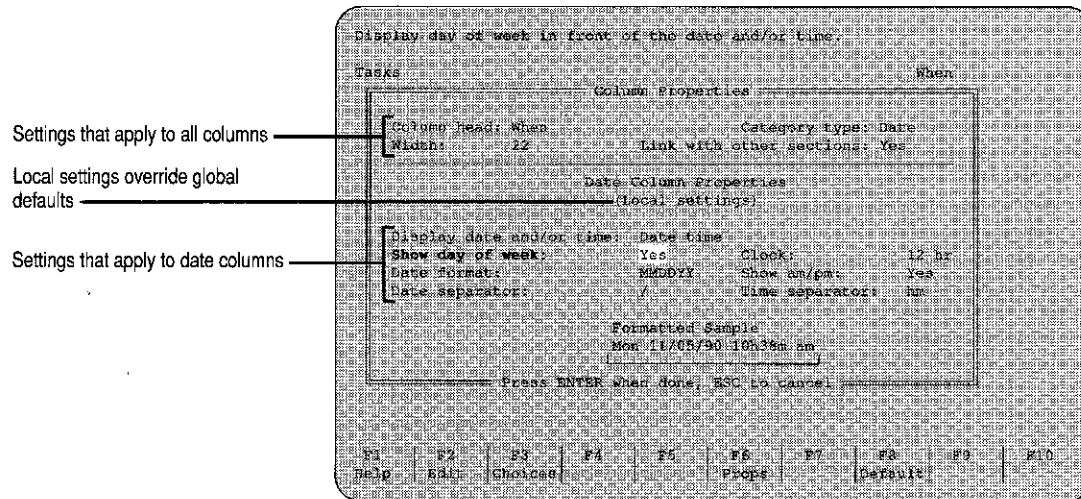 Display day of week in front of the date and/or time.
Tasks When
Column Properties
Settings that apply to all columns
Column head: When Category type: Date
Width: 22 Link with other sections: Yes
Local settings override global
defaults
Date Column Properties
(Local settings)
Settings that apply to date columns
Display date and/or time: Date time
Show day of week: Yes Clock: 12 hr
Date format: MMDDYY Show am/pm: Yes
Date separator: / Time separator: hm
Formatted Sample
Mon 11/05/90 10h38m am
Press ENTER when done, ESC to cancel
F1 F2 F3 F4 F5 F6 F7 F8 F9 F10
Help Edit Choices Props Default